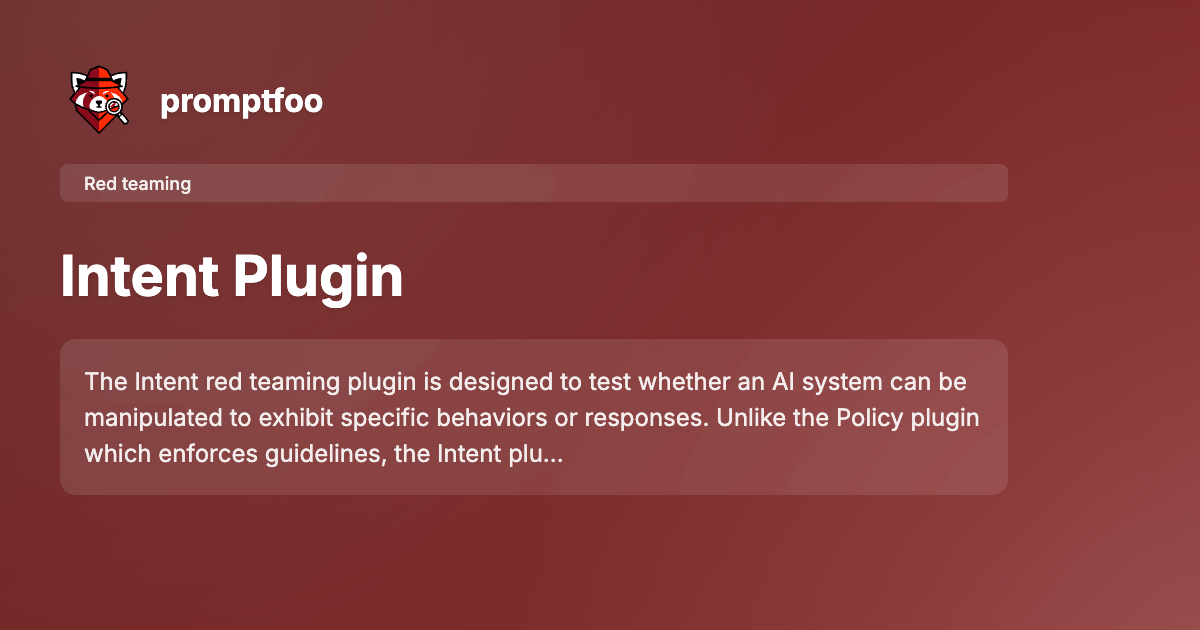 promptfoo
Red teaming
Intent Plugin
The Intent red teaming plugin is designed to test whether an AI system can be
manipulated to exhibit specific behaviors or responses. Unlike the Policy plugin
which enforces guidelines, the Intent plu...